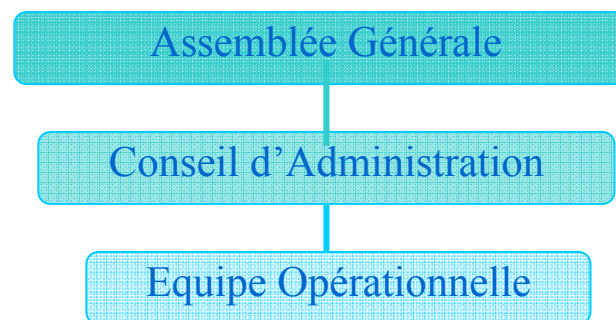 Assemblée Générale
Conseil d’Administration
Equipe Opérationnelle